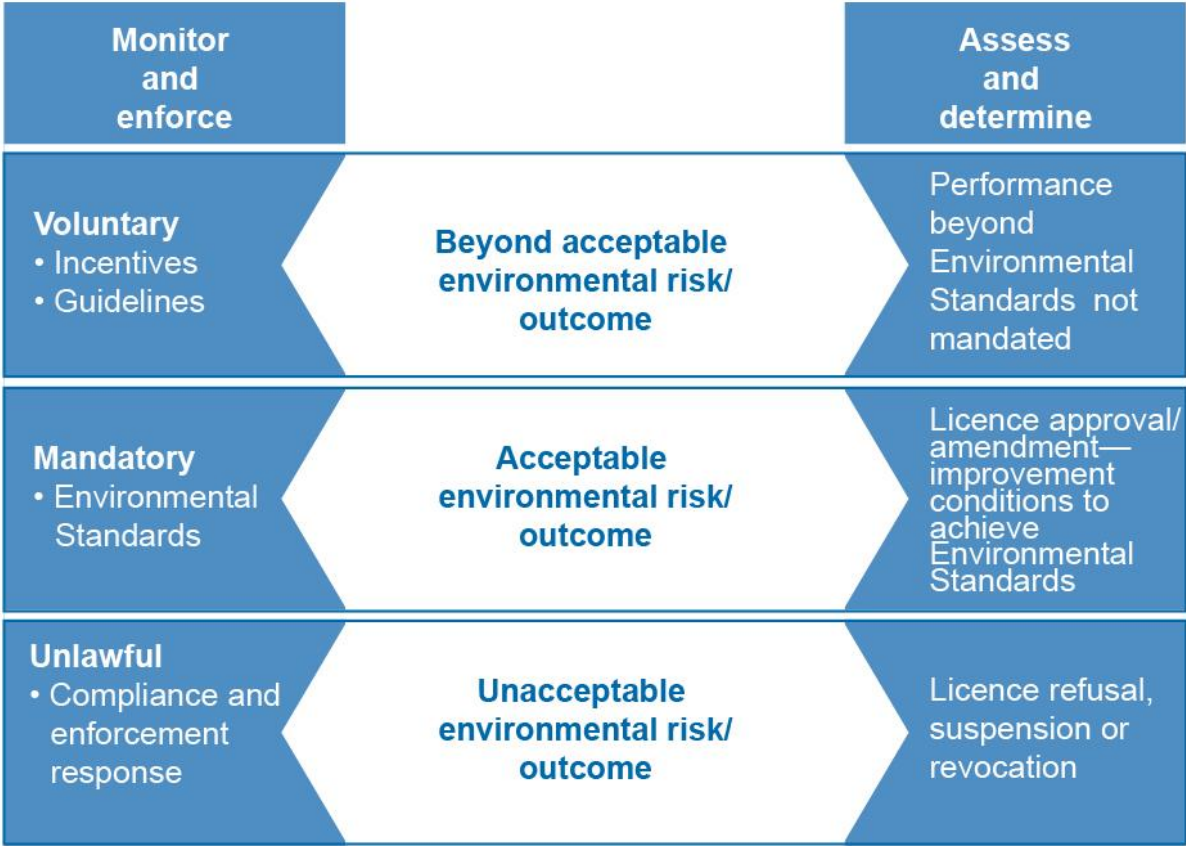 Monitor
and
enforce
Assess
and
determine
Voluntary
• Incentives
• Guidelines
Beyond acceptable
environmental risk/
outcome
Performance
beyond
Environmental
Standards not
mandated
Mandatory
• Environmental
Standards
Acceptable
environmental risk/
outcome
Licence approval/
amendment—
improvement
conditions to
achieve
Environmental
Standards
Unlawful
• Compliance and
enforcement
response
Unacceptable
environmental risk/
outcome
Licence refusal,
suspension or
revocation